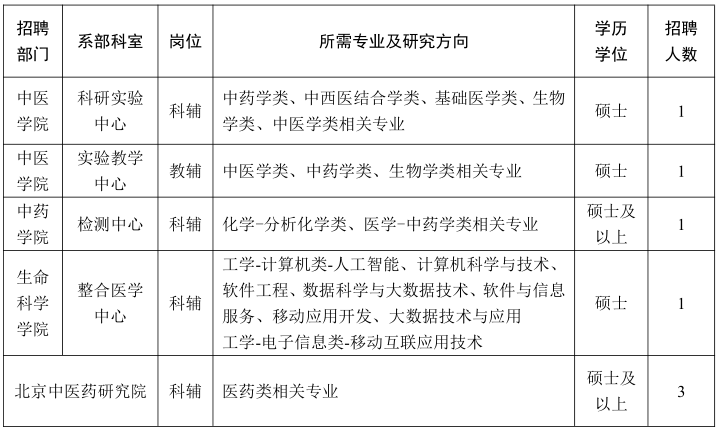 招聘部门 系部科室 岗位 所需专业及研究方向 学历学位 招聘人数
中医学院 科研实验中心 科辅 中药学类、中西医结合学类、基础医学类、生物
学类、中医学类相关专业 硕士 1
中医学院 实验教学中心 教辅 中医学类、中药学类、生物学类相关专业 硕士 1
中药学院 检测中心 科辅 化学-分析化学类、医学-中药学类相关专业 硕士及以上 1
生命科学学院 整合医学中心 科辅 工学-计算机类-人工智能、计算机科学与技术、
软件工程、数据科学与大数据技术、软件与信息
服务、移动应用开发、大数据技术与应用
工学-电子信息类-移动互联应用技术 硕士 1
北京中医药研究院 科辅 医药类相关专业 硕士及以上 3